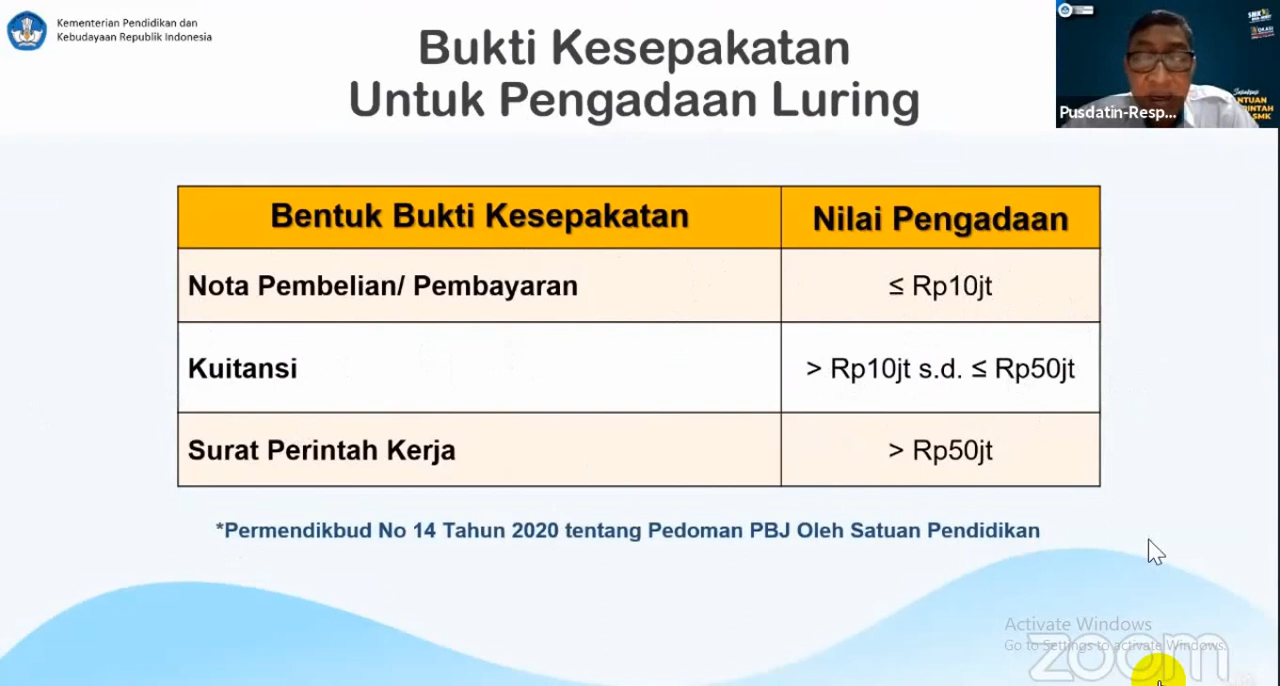 Kementerian Pendidikan dan
Kebudayaan Republik Indonesia
Bukti Kesepakatan
Untuk Pengadaan Luring
SMK
Pusdatin-Resp...
Bentuk Bukti Kesepakatan
Nilai Pengadaan
Nota Pembelian/ Pembayaran
≤ Rp10jt
Kuitansi
> Rp10jt s.d. ≤ Rp50jt
Surat Perintah Kerja
> Rp50jt
*Permendikbud No 14 Tahun 2020 tentang Pedoman PBJ Oleh Satuan Pendidikan
Activate Windows
Go to Settings to activate Windows.
zoom